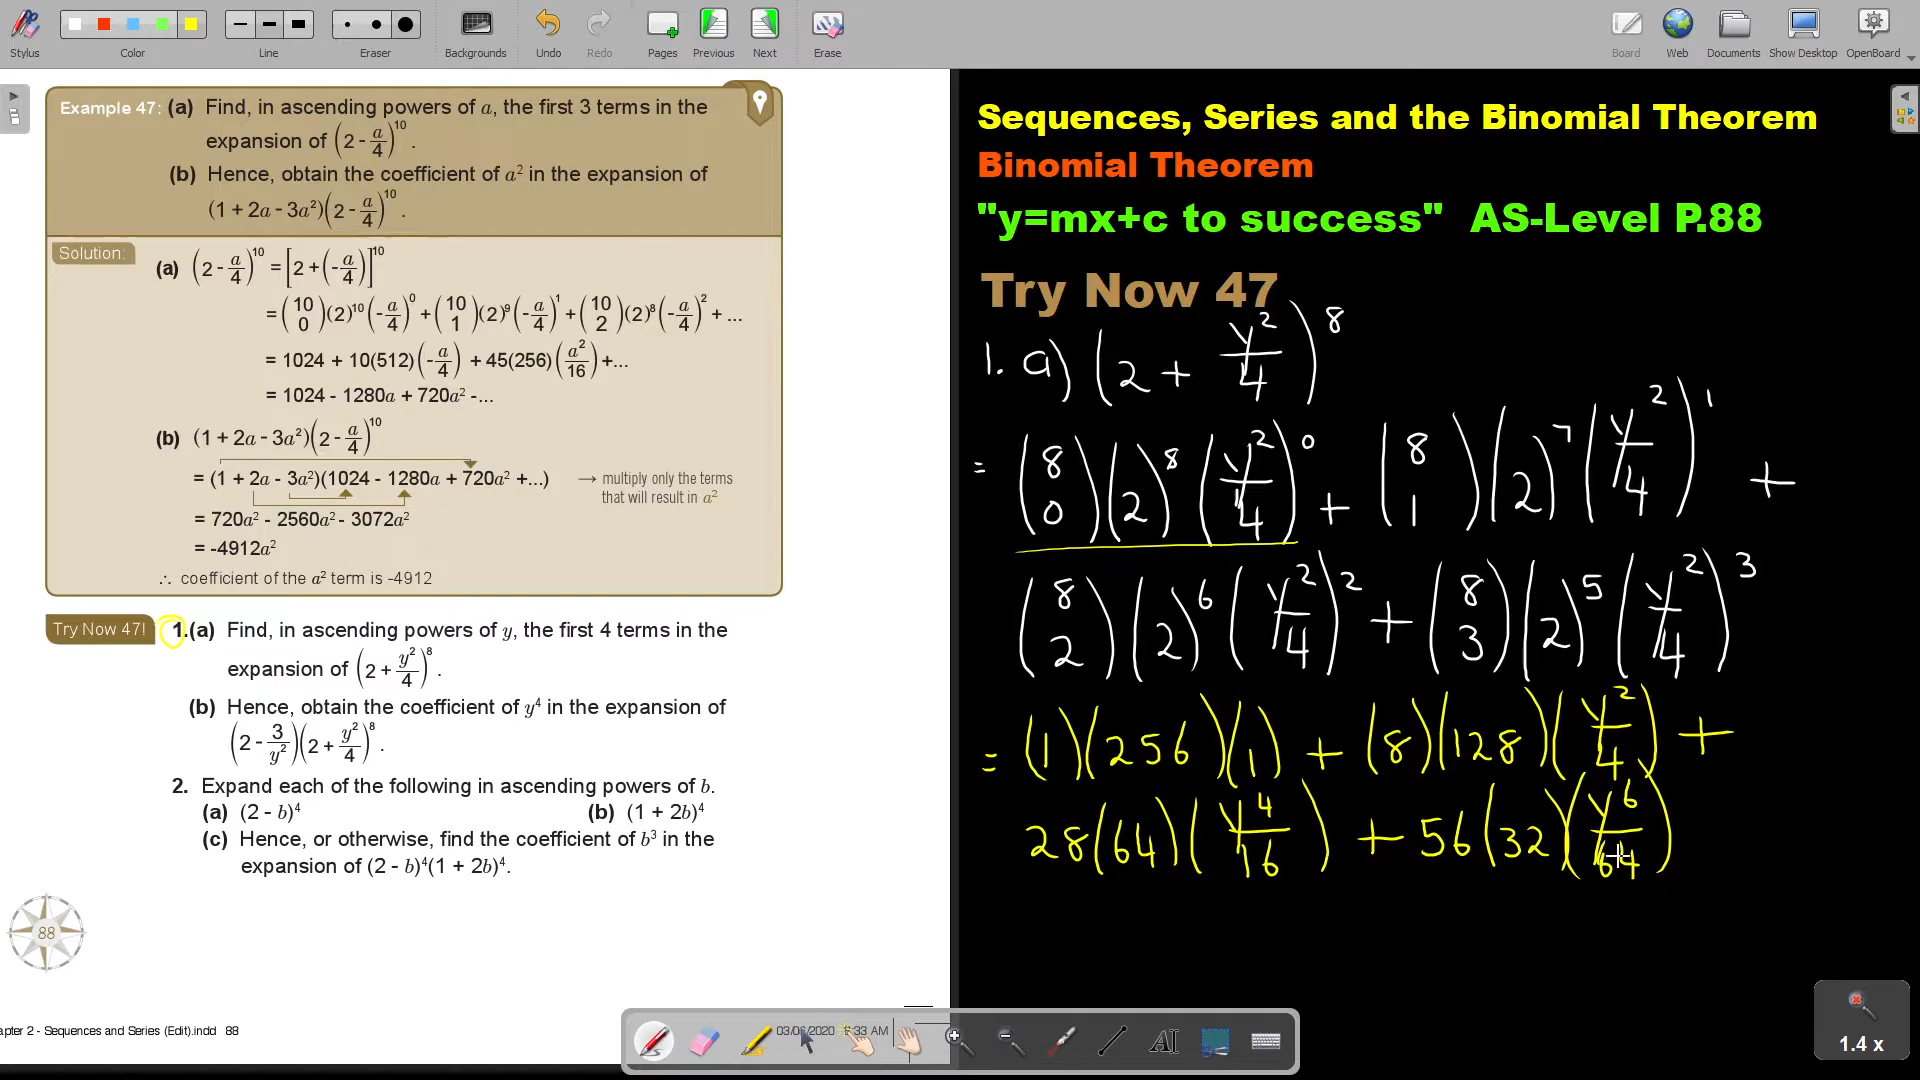 Stylus Color Line Eraser Backgrounds Undo Redo Pages Previous Next Erase Board Web Documents Show Desktop OpenBoard
Example 47: (a) Find, in ascending powers of a, the first 3 terms in the
expansion of (2 - a/4)^10 .
(b) Hence, obtain the coefficient of a² in the expansion of
(1 + 2a - 3a²)(2 - a/4)^10 .
Solution:
(a) (2 - a/4)^10 = [2 + (-a/4)]^10
= (10 0)(2)^10 (-a/4)^0 + (10 1)(2)^9 (-a/4)^1 + (10 2)(2)^8 (-a/4)^2 + ...
= 1024 + 10(512)(-a/4) + 45(256)(a²/16) +...
= 1024 - 1280a + 720a² -...
(b) (1 + 2a - 3a²)(2 - a/4)^10
= (1 + 2a - 3a²)(1024 - 1280a + 720a² +...) → multiply only the terms
that will result in a²
= 720a² - 2560a² - 3072a²
= -4912a²
∴ coefficient of the a² term is -4912
Try Now 47! 1.(a) Find, in ascending powers of y, the first 4 terms in the
expansion of (2 + y²/4)^8 .
(b) Hence, obtain the coefficient of y⁴ in the expansion of
(2 - 3/y²)(2 + y²/4)^8 .
2. Expand each of the following in ascending powers of b.
(a) (2 - b)⁴ (b) (1 + 2b)⁴
(c) Hence, or otherwise, find the coefficient of b³ in the
expansion of (2 - b)⁴(1 + 2b)⁴.
88
apter 2 - Sequences and Series (Edit).indd 88
Sequences, Series and the Binomial Theorem
Binomial Theorem
"y=mx+c to success" AS-Level P.88
Try Now 47
1. a) (2 + y²/4)^8
= (8 0)(2)^8 (y²/4)^0 + (8 1)(2)^7 (y²/4)^1 +
(8 2)(2)^6 (y²/4)^2 + (8 3)(2)^5 (y²/4)^3
= (1)(256)(1) + (8)(128)(y²/4) +
28(64)(y⁴/16) + 56(32)(y⁶/64)
1.4 x